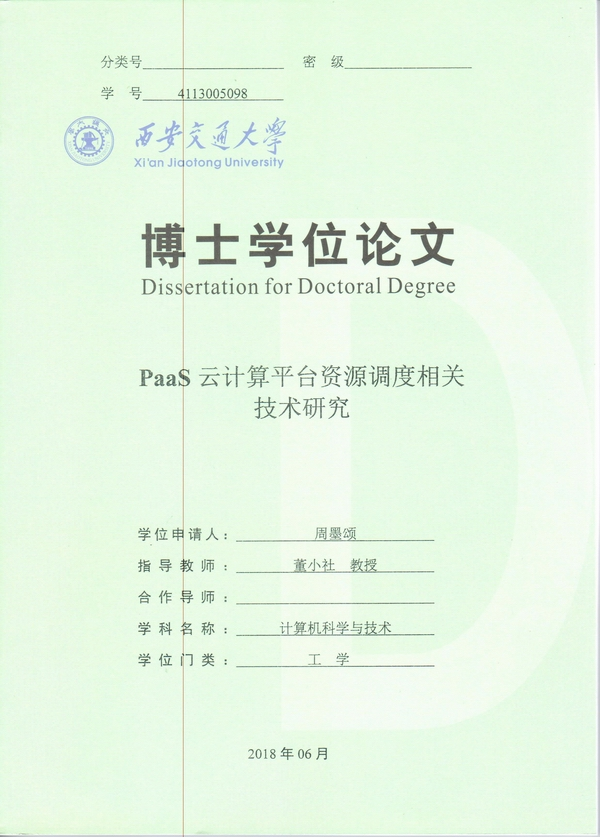 分类号 密 级
学 号 4113005098
西安交通大学
Xi'an Jiaotong University
博士学位论文
Dissertation for Doctoral Degree
PaaS 云计算平台资源调度相关
技术研究
学位申请人： 周墨颂
指导教师： 董小社 教授
合作导师：
学科名称： 计算机科学与技术
学位门类： 工 学
2018 年 06 月